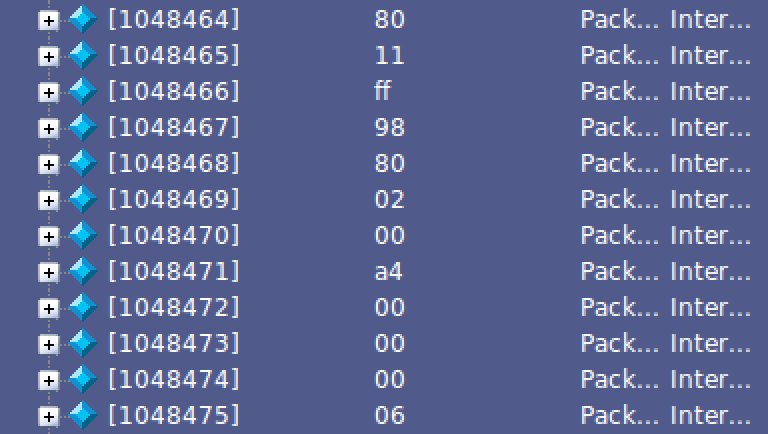 [1048464] 80 Pack... Inter...
[1048465] 11 Pack... Inter...
[1048466] ff Pack... Inter...
[1048467] 98 Pack... Inter...
[1048468] 80 Pack... Inter...
[1048469] 02 Pack... Inter...
[1048470] 00 Pack... Inter...
[1048471] a4 Pack... Inter...
[1048472] 00 Pack... Inter...
[1048473] 00 Pack... Inter...
[1048474] 00 Pack... Inter...
[1048475] 06 Pack... Inter...